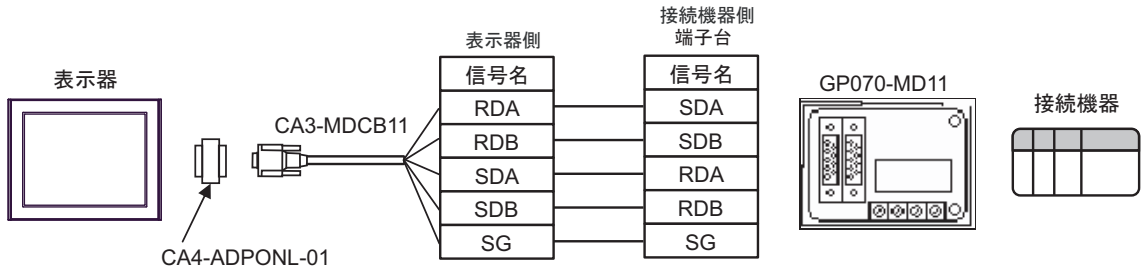 表示器
CA4-ADPONL-01
CA3-MDCB11
表示器側
信号名
RDA
RDB
SDA
SDB
SG
接続機器側
端子台
信号名
SDA
SDB
RDA
RDB
SG
GP070-MD11
接続機器